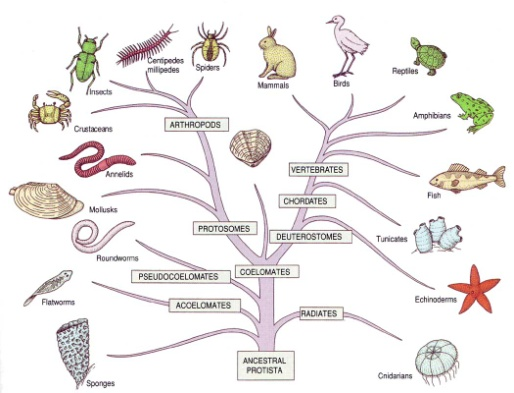 Centipedes
millipedes
Spiders
Mammals
Birds
Reptiles
Insects
Crustaceans
ARTHROPODS
Amphibians
Annelids
VERTEBRATES
Fish
Mollusks
CHORDATES
PROTOSOMES
DEUTEROSTOMES
Tunicates
Roundworms
PSEUDOCOELOMATES
COELOMATES
Flatworms
ACOELOMATES
RADIATES
Echinoderms
ANCESTRAL
PROTISTA
Sponges
Cnidarians